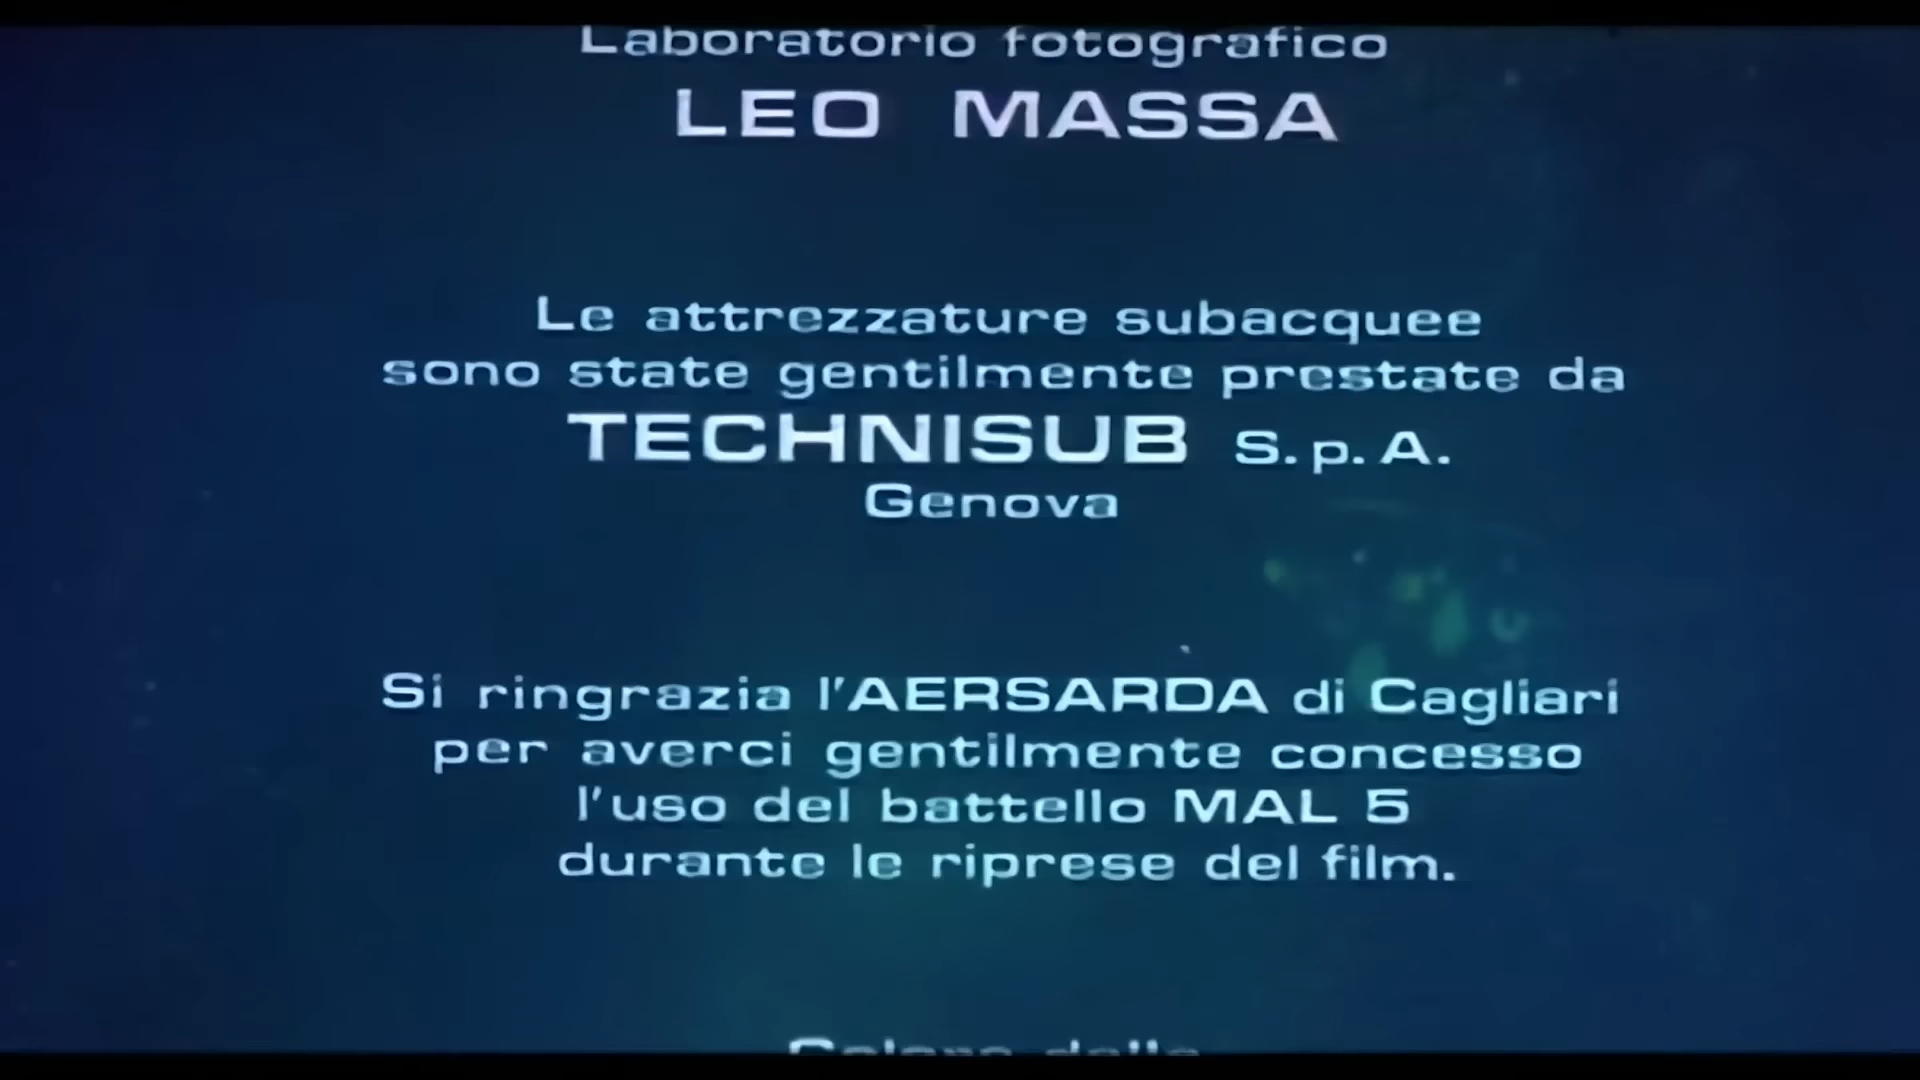 Laboratorio fotografico
LEO MASSA
Le attrezzature subacquee
sono state gentilmente prestate da
TECHNISUB S.p.A.
Genova
Si ringrazia l'AERSARDA di Cagliari
per averci gentilmente concesso
l'uso del battello MAL 5
durante le riprese del film.